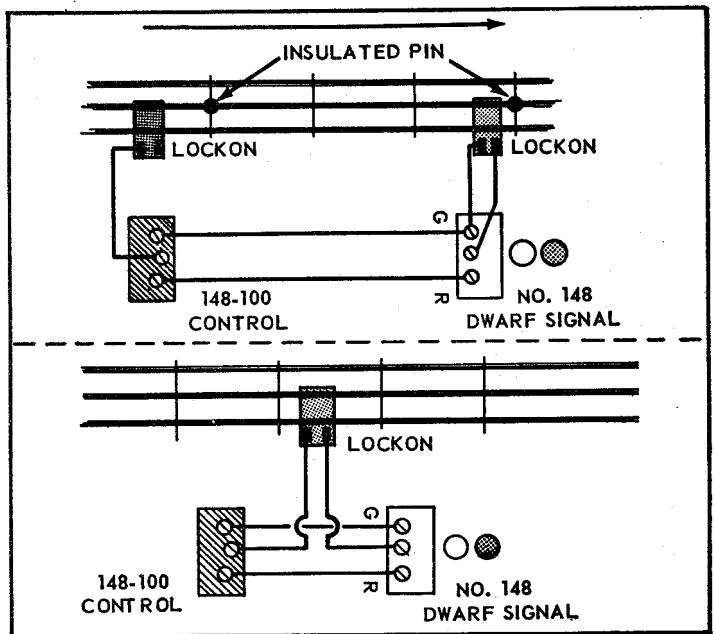 INSULATED PIN
LOCKON
LOCKON
G
R
148-100
CONTROL
NO. 148
DWARF SIGNAL
LOCKON
G
R
148-100
CONTROL
NO. 148
DWARF SIGNAL